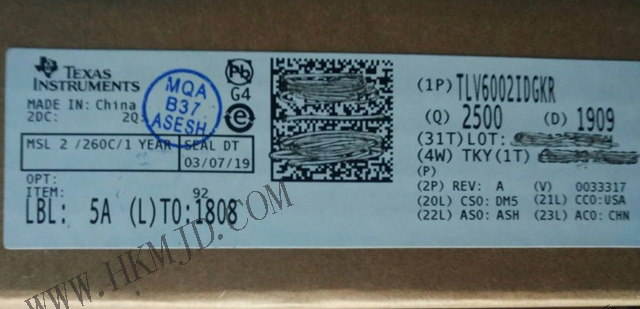 TEXAS
INSTRUMENTS
MADE IN: China
2DC: 2Q:
MQA
B37
ASESH
Pb
G4
e
MSL 2 /260C/1 YEAR SEAL DT
03/07/19
OPT:
ITEM: 92
LBL: 5A (L)TO:1808
(1P) TLV6002IDGKR
(Q) 2500 (D) 1909
(31T) LOT:
(4W) TKY(1T)
(P)
(2P) REV: A (V) 0033317
(20L) CSO: DM5 (21L) CCO:USA
(22L) ASO: ASH (23L) ACO: CHN
WWW.HKMJD.COM